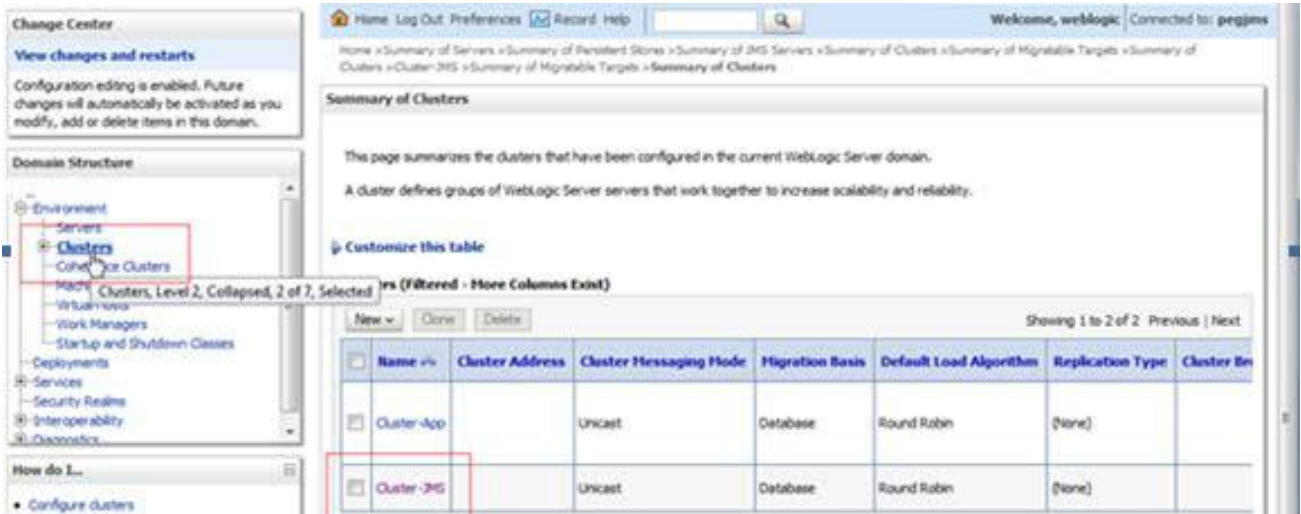 Change Center
View changes and restarts
Configuration editing is enabled. Future
changes will automatically be activated as you
modify, add or delete items in this domain.
Domain Structure
Environment
Servers
Clusters
Clusters
Clusters, Level 2, Collapsed, 2 of 7, Selected
Work Managers
Startup and Shutdown Classes
Deployments
Services
Security Realms
Interoperability
Diagnostics
How do I...
Configure clusters
Home Log Out Preferences Record Help
Welcome, weblogic Connected to: pegjms
Home >Summary of Servers >Summary of Persistent Stores >Summary of JMS Servers >Summary of Clusters >Summary of Migratable Targets >Summary of
Clusters >Cluster-JMS >Summary of Migratable Targets >Summary of Clusters
Summary of Clusters
This page summarizes the clusters that have been configured in the current WebLogic Server domain.
A cluster defines groups of WebLogic Server servers that work together to increase scalability and reliability.
Customize this table
(Filtered - More Columns Exist)
New Clone Delete
Showing 1 to 2 of 2 Previous | Next
Name Cluster Address Cluster Messaging Mode Migration Basis Default Load Algorithm Replication Type Cluster
Cluster-App Unicast Database Round Robin (None)
Cluster-JMS Unicast Database Round Robin (None)